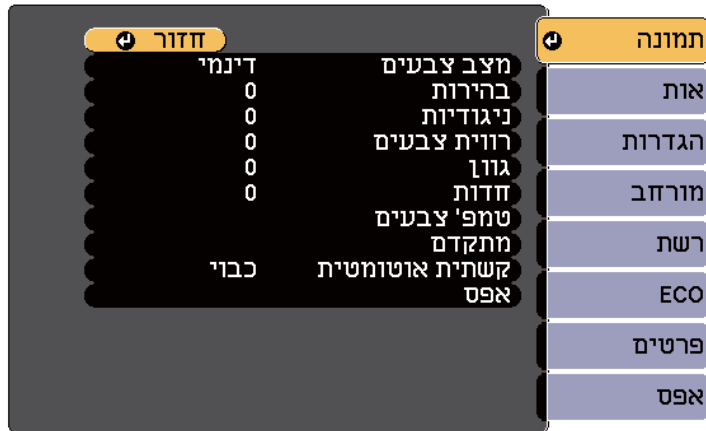 תמונה
אות
הגדרות
מורחב
רשת
ECO
פרטים
אפס
חזור
מצב צבעים דינמי
בהירות 0
ניגודיות 0
רווית צבעים 0
גוון 0
חדות 0
טמפ' צבעים
מתקדם
קשתית אוטומטית כבוי
אפס